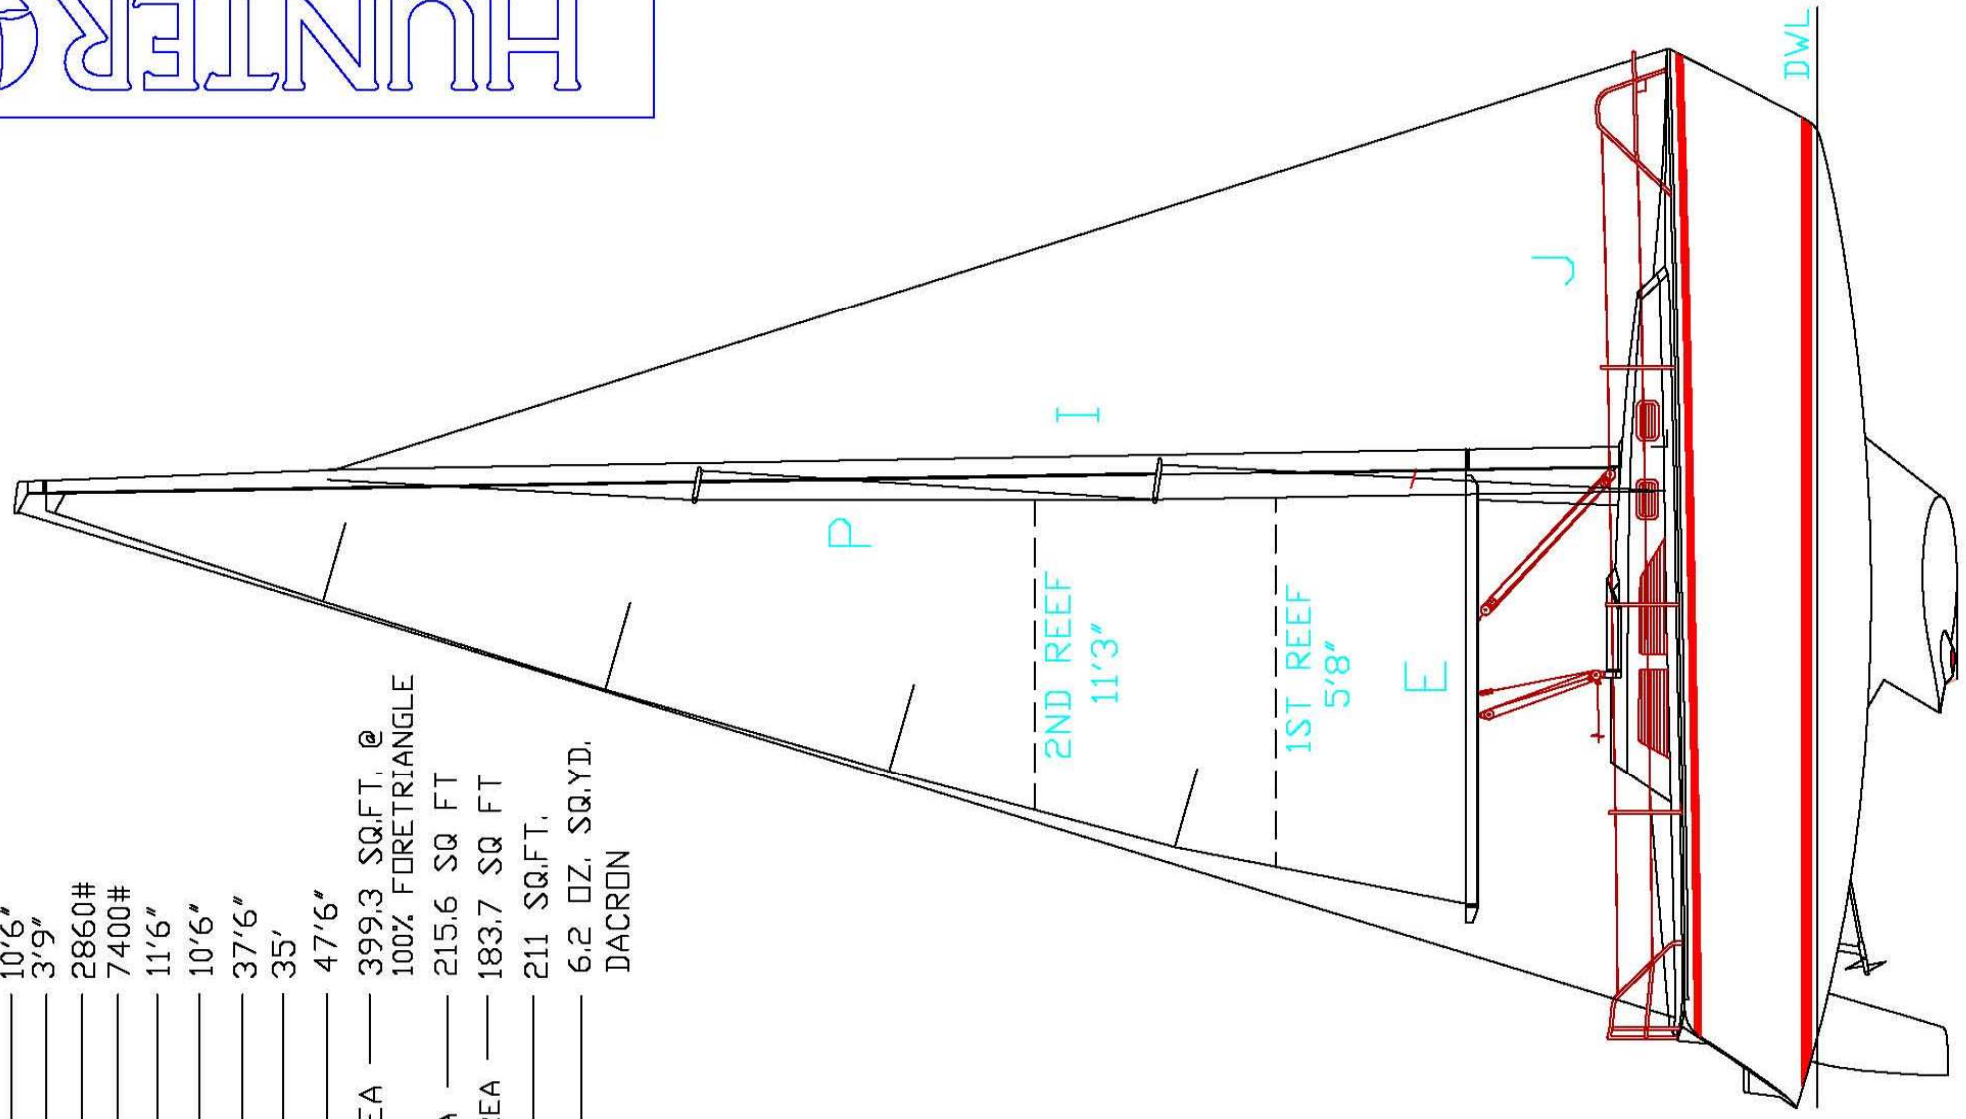 HUNTER
10'6"
3'9"
2860#
7400#
11'6"
10'6"
37'6"
35'
47'6"
EA 399.3 SQ.FT. @
100% FORETRIANGLE
A 215.6 SQ FT
REA 183.7 SQ FT
211 SQ.FT.
6.2 OZ. SQ.YD.
DACRON
P
I
J
E
2ND REEF
11'3"
1ST REEF
5'8"
DWL